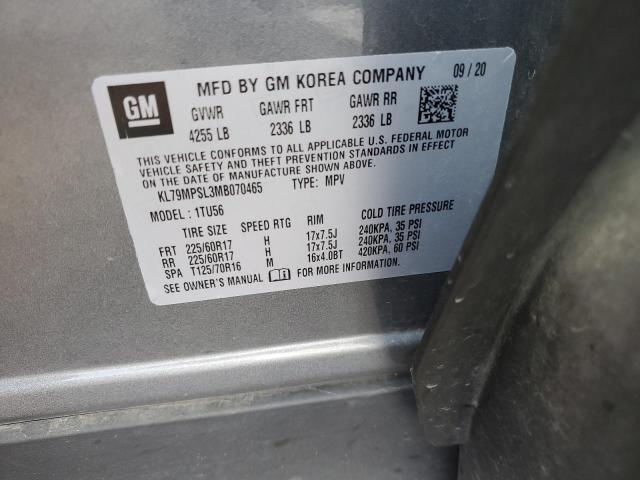 GM
MFD BY GM KOREA COMPANY 09 / 20
GVWR GAWR FRT GAWR RR
4255 LB 2336 LB 2336 LB
THIS VEHICLE CONFORMS TO ALL APPLICABLE U.S. FEDERAL MOTOR
VEHICLE SAFETY AND THEFT PREVENTION STANDARDS IN EFFECT
ON THE DATE OF MANUFACTURE SHOWN ABOVE.
KL79MPSL3MB070465 TYPE: MPV
MODEL : 1TU56
TIRE SIZE SPEED RTG RIM COLD TIRE PRESSURE
FRT 225/60R17 H 17x7.5J 240KPA, 35 PSI
RR 225/60R17 H 17x7.5J 240KPA, 35 PSI
SPA T125/70R16 M 16x4.0BT 420KPA, 60 PSI
SEE OWNER'S MANUAL FOR MORE INFORMATION.